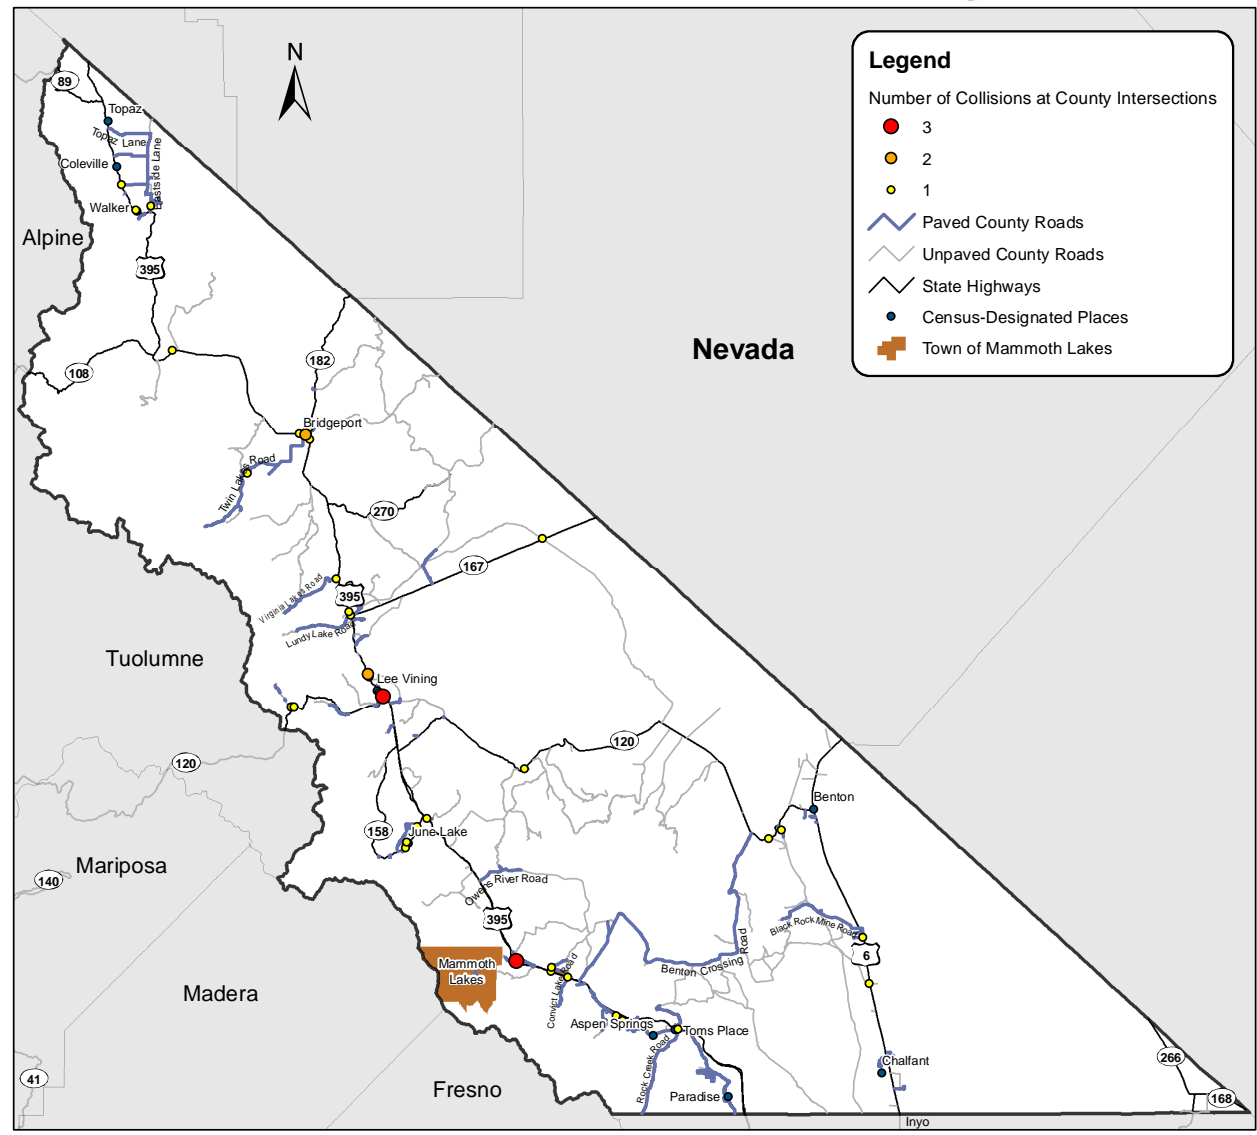 N
Legend
Number of Collisions at County Intersections
3
2
1
Paved County Roads
Unpaved County Roads
State Highways
Census-Designated Places
Town of Mammoth Lakes
89
Topaz
Topaz Lane
Coleville
Eastside Lane
Walker
Alpine
395
Nevada
182
108
Bridgeport
Twin Lakes Road
270
167
Virginia Lakes Road
395
Lundy Lake Road
Tuolumne
Lee Vining
120
120
Benton
158
June Lake
Mariposa
140
Owens River Road
395
Black Rock Mine Road
6
Mammoth
Lakes
Benton Crossing Road
Convict Lake Road
Madera
Aspen Springs
Toms Place
Rock Creek Road
266
Chalfant
41
Fresno
Paradise
168
Inyo